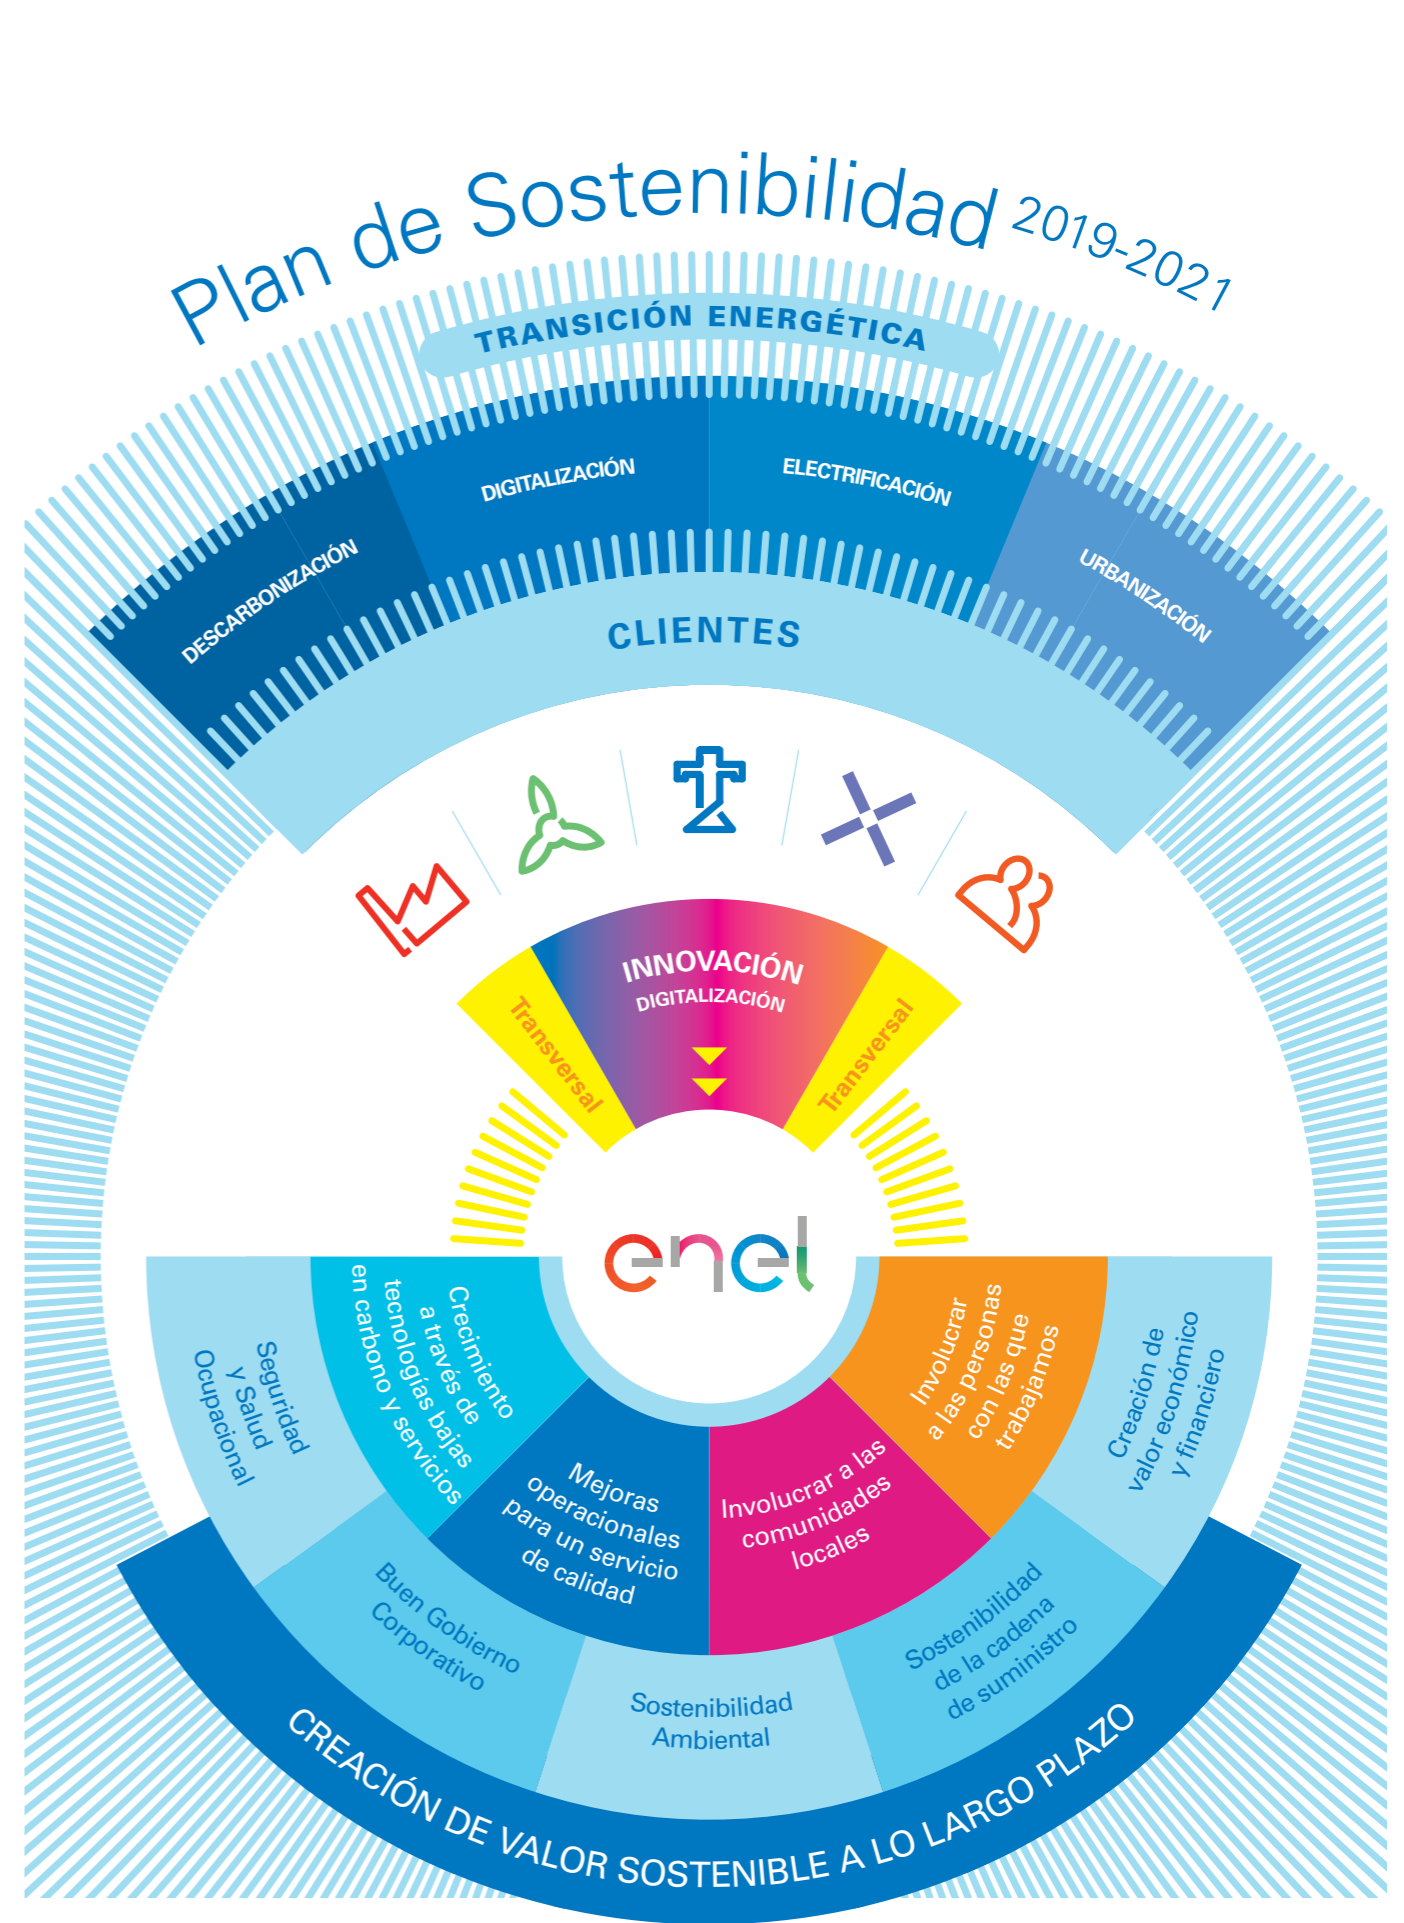 Plan de Sostenibilidad 2019-2021
TRANSICIÓN ENERGÉTICA
DESCARBONIZACIÓN
DIGITALIZACIÓN
ELECTRIFICACIÓN
URBANIZACIÓN
CLIENTES
INNOVACIÓN
DIGITALIZACIÓN
Transversal
Transversal
enel
Crecimiento
a través de
tecnologías bajas
en carbono y servicios
Mejoras
operacionales
para un servicio
de calidad
Involucrar a las
comunidades
locales
Involucrar
a las personas
con las que
trabajamos
Seguridad
y Salud
Ocupacional
Buen Gobierno
Corporativo
Sostenibilidad
Ambiental
Sostenibilidad
de la cadena
de suministro
Creación de
valor económico
y financiero
CREACIÓN DE VALOR SOSTENIBLE A LO LARGO PLAZO